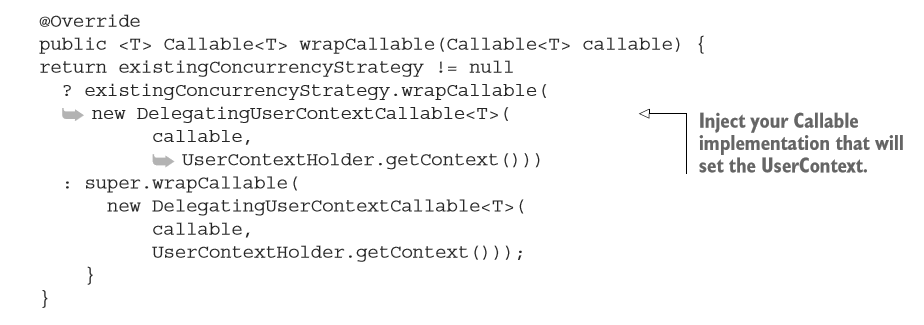 @Override
public <T> Callable<T> wrapCallable(Callable<T> callable) {
return existingConcurrencyStrategy != null
? existingConcurrencyStrategy.wrapCallable(
new DelegatingUserContextCallable<T>(
callable,
UserContextHolder.getContext()))
: super.wrapCallable(
new DelegatingUserContextCallable<T>(
callable,
UserContextHolder.getContext()));
}
}
Inject your Callable
implementation that will
set the UserContext.